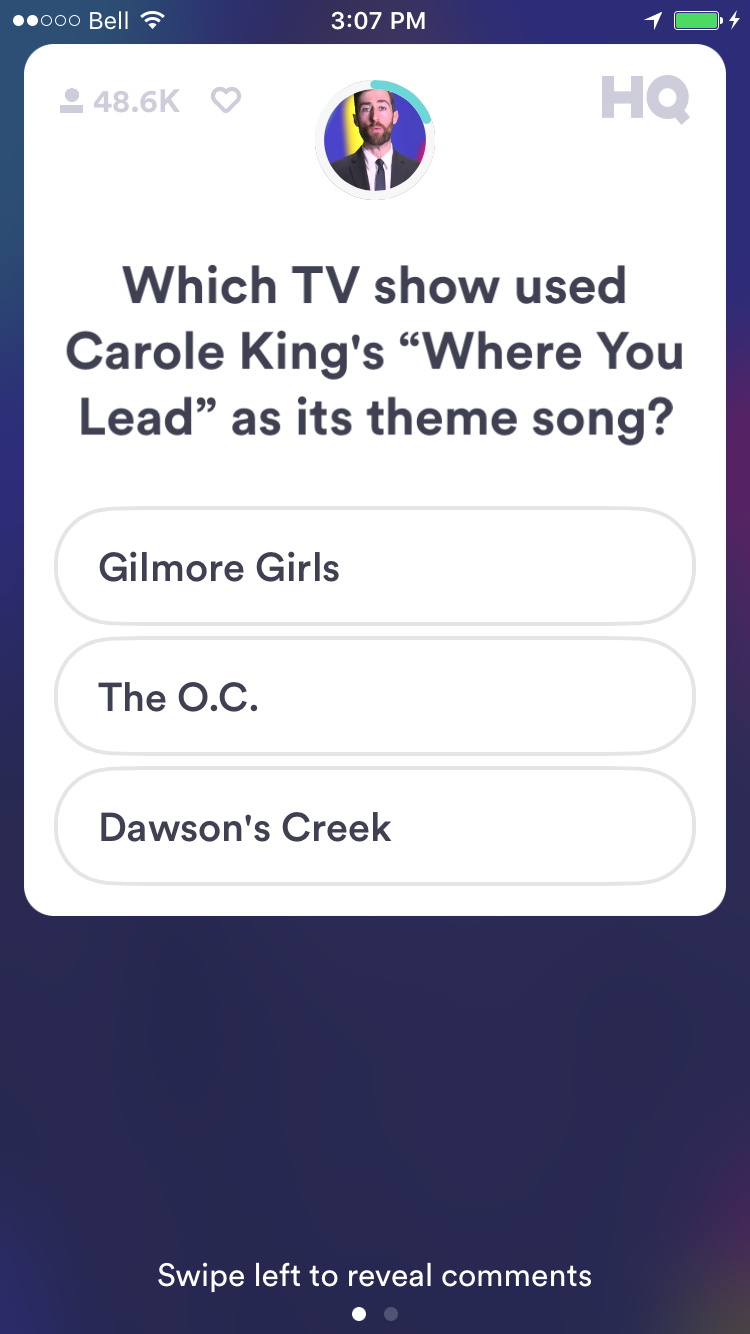 Bell 3:07 PM
48.6K HQ
Which TV show used
Carole King's “Where You
Lead” as its theme song?
Gilmore Girls
The O.C.
Dawson's Creek
Swipe left to reveal comments